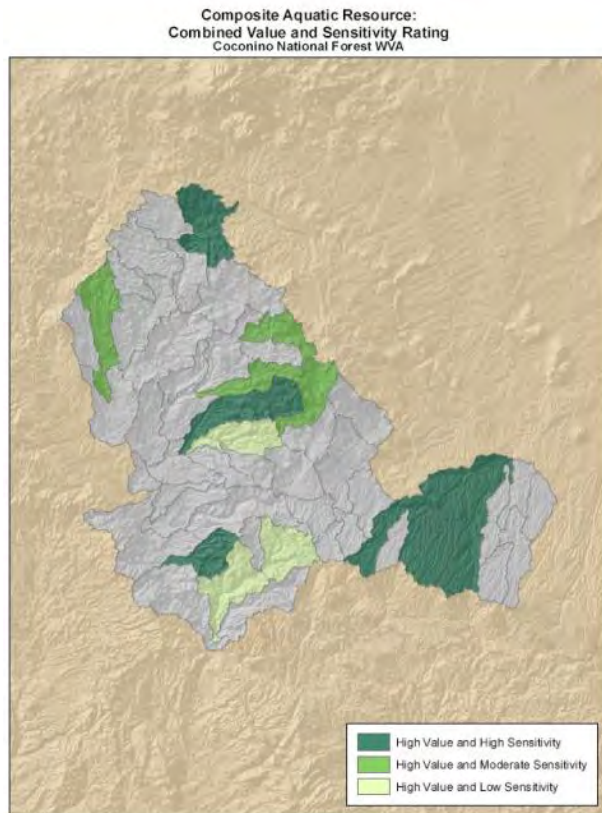 Composite Aquatic Resource:
Combined Value and Sensitivity Rating
Coconino National Forest WVA
High Value and High Sensitivity
High Value and Moderate Sensitivity
High Value and Low Sensitivity